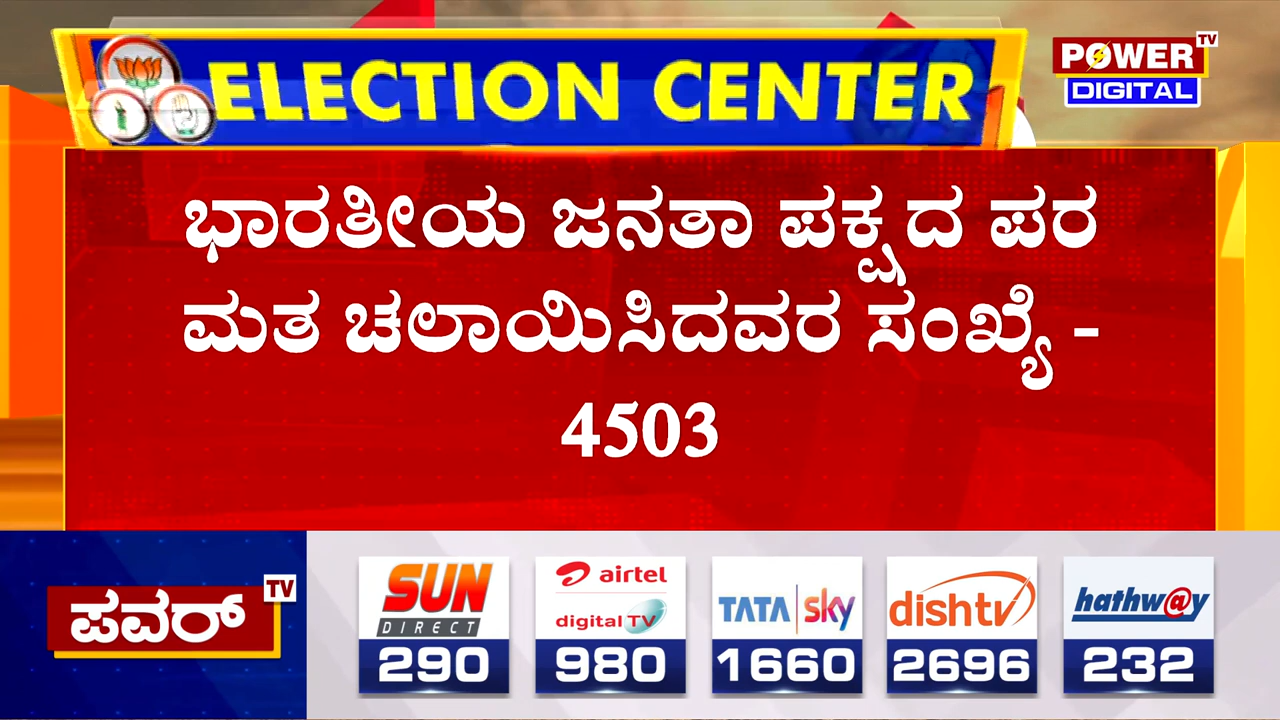 ELECTION CENTER
POWER TV
DIGITAL
ಭಾರತೀಯ ಜನತಾ ಪಕ್ಷದ ಪರ
ಮತ ಚಲಾಯಿಸಿದವರ ಸಂಖ್ಯೆ -
4503
ಪವರ್ TV
SUN
DIRECT
290
airtel
digital TV
980
TATA sky
1660
dishtv
2696
hathw@y
232